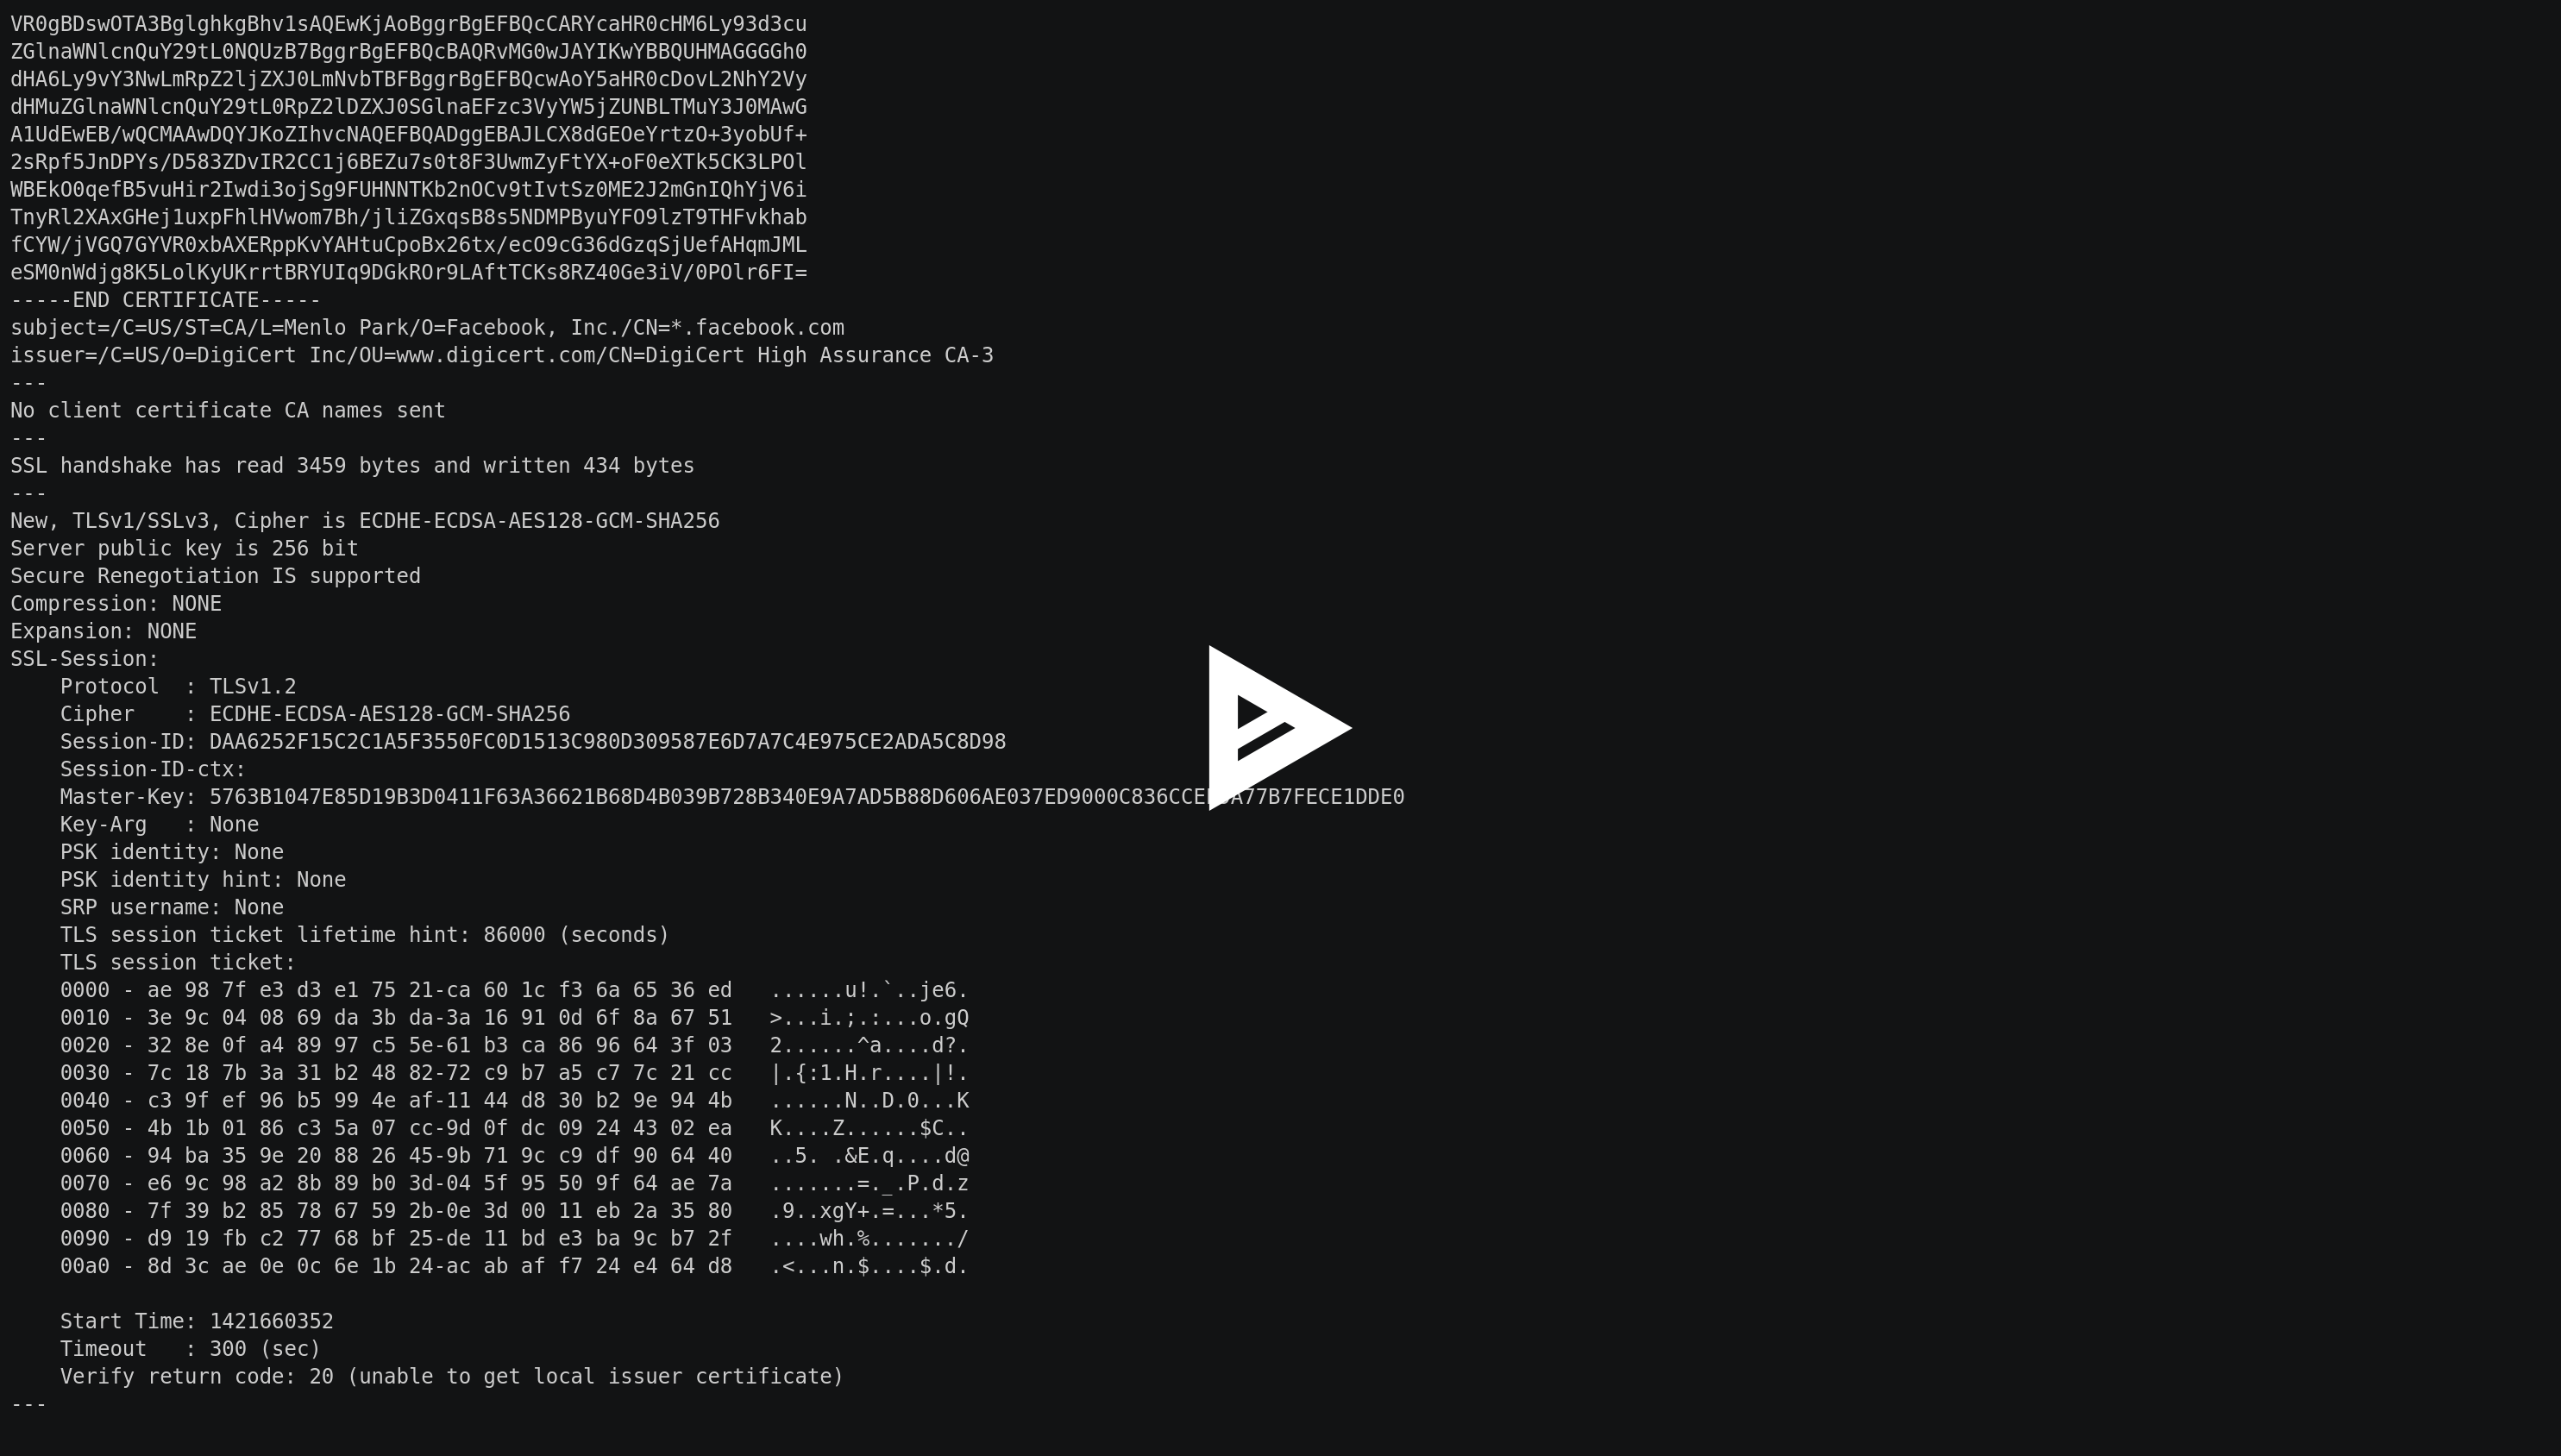 VR0gBDswOTA3BglghkgBhv1sAQEwKjAoBggrBgEFBQcCARYcaHR0cHM6Ly93d3cu
ZGlnaWNlcnQuY29tL0NQUzB7BggrBgEFBQcBAQRvMG0wJAYIKwYBBQUHMAGGGGh0
dHA6Ly9vY3NwLmRpZ2ljZXJ0LmNvbTBFBggrBgEFBQcwAoY5aHR0cDovL2NhY2Vy
dHMuZGlnaWNlcnQuY29tL0RpZ2lDZXJ0SGlnaEFzc3VyYW5jZUNBLTMuY3J0MAwG
A1UdEwEB/wQCMAAwDQYJKoZIhvcNAQEFBQADggEBAJLCX8dGEOeYrtzO+3yobUf+
2sRpf5JnDPYs/D583ZDvIR2CC1j6BEZu7s0t8F3UwmZyFtYX+oF0eXTk5CK3LPOl
WBEkO0qefB5vuHir2Iwdi3ojSg9FUHNNTKb2nOCv9tIvtSz0ME2J2mGnIQhYjV6i
TnyRl2XAxGHej1uxpFhlHVwom7Bh/jliZGxqsB8s5NDMPByuYFO9lzT9THFvkhab
fCYW/jVGQ7GYVR0xbAXERppKvYAHtuCpoBx26tx/ecO9cG36dGzqSjUefAHqmJML
eSM0nWdjg8K5LolKyUKrrtBRYUIq9DGkROr9LAftTCKs8RZ40Ge3iV/0POlr6FI=
-----END CERTIFICATE-----
subject=/C=US/ST=CA/L=Menlo Park/O=Facebook, Inc./CN=*.facebook.com
issuer=/C=US/O=DigiCert Inc/OU=www.digicert.com/CN=DigiCert High Assurance CA-3
---
No client certificate CA names sent
---
SSL handshake has read 3459 bytes and written 434 bytes
---
New, TLSv1/SSLv3, Cipher is ECDHE-ECDSA-AES128-GCM-SHA256
Server public key is 256 bit
Secure Renegotiation IS supported
Compression: NONE
Expansion: NONE
SSL-Session:
    Protocol  : TLSv1.2
    Cipher    : ECDHE-ECDSA-AES128-GCM-SHA256
    Session-ID: DAA6252F15C2C1A5F3550FC0D1513C980D309587E6D7A7C4E975CE2ADA5C8D98
    Session-ID-ctx:
    Master-Key:
    Key-Arg   : None
    PSK identity: None
    PSK identity hint: None
    SRP username: None
    TLS session ticket lifetime hint: 86000 (seconds)
    TLS session ticket:
    0000 - ae 98 7f e3 d3 e1 75 21-ca 60 1c f3 6a 65 36 ed   ......u!.`..je6.
    0010 - 3e 9c 04 08 69 da 3b da-3a 16 91 0d 6f 8a 67 51   >...i.;.:...o.gQ
    0020 - 32 8e 0f a4 89 97 c5 5e-61 b3 ca 86 96 64 3f 03   2......^a....d?.
    0030 - 7c 18 7b 3a 31 b2 48 82-72 c9 b7 a5 c7 7c 21 cc   |.{:1.H.r....|!.
    0040 - c3 9f ef 96 b5 99 4e af-11 44 d8 30 b2 9e 94 4b   ......N..D.0...K
    0050 - 4b 1b 01 86 c3 5a 07 cc-9d 0f dc 09 24 43 02 ea   K....Z......$C..
    0060 - 94 ba 35 9e 20 88 26 45-9b 71 9c c9 df 90 64 40   ..5. .&E.q....d@
    0070 - e6 9c 98 a2 8b 89 b0 3d-04 5f 95 50 9f 64 ae 7a   .......=._.P.d.z
    0080 - 7f 39 b2 85 78 67 59 2b-0e 3d 00 11 eb 2a 35 80   .9..xgY+.=...*5.
    0090 - d9 19 fb c2 77 68 bf 25-de 11 bd e3 ba 9c b7 2f   ....wh.%......./
    00a0 - 8d 3c ae 0e 0c 6e 1b 24-ac ab af f7 24 e4 64 d8   .<...n.$....$.d.

    Start Time: 1421660352
    Timeout   : 300 (sec)
    Verify return code: 20 (unable to get local issuer certificate)
---